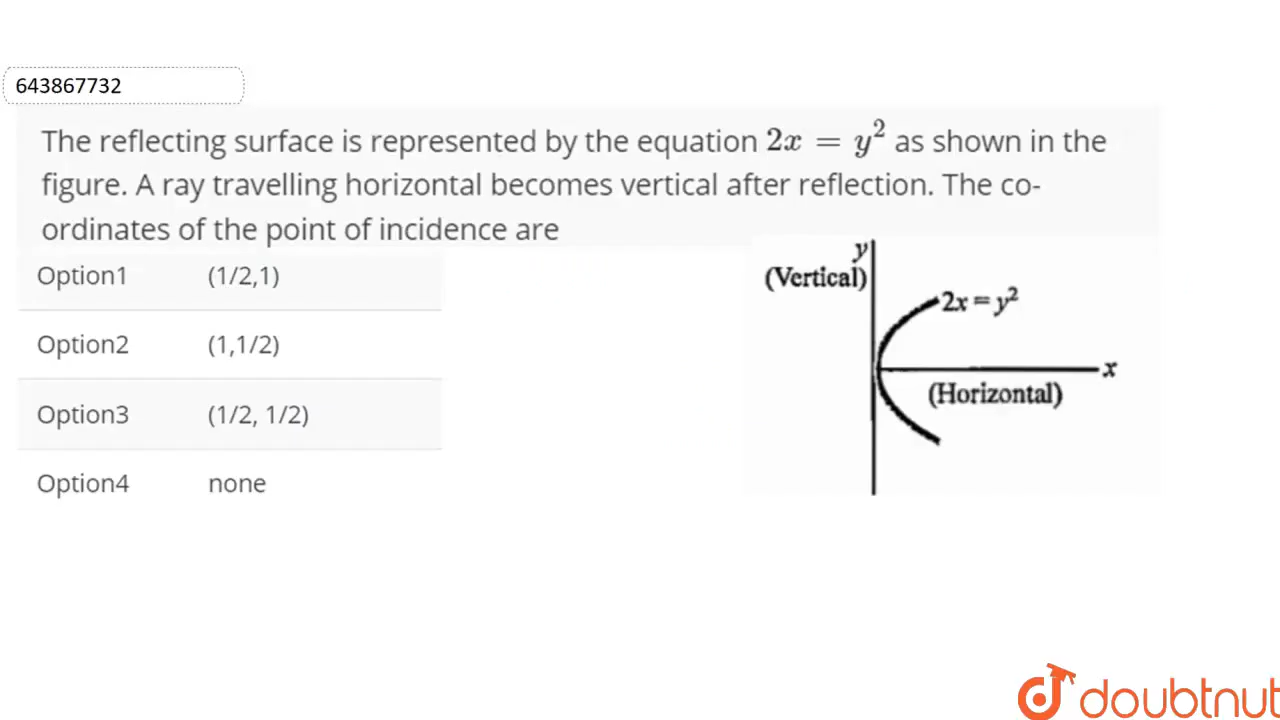 643867732
The reflecting surface is represented by the equation 2x = y² as shown in the
figure. A ray travelling horizontal becomes vertical after reflection. The co-
ordinates of the point of incidence are
Option1 (1/2,1)
Option2 (1,1/2)
Option3 (1/2, 1/2)
Option4 none
y
(Vertical)
2x = y²
x
(Horizontal)
doubtnut